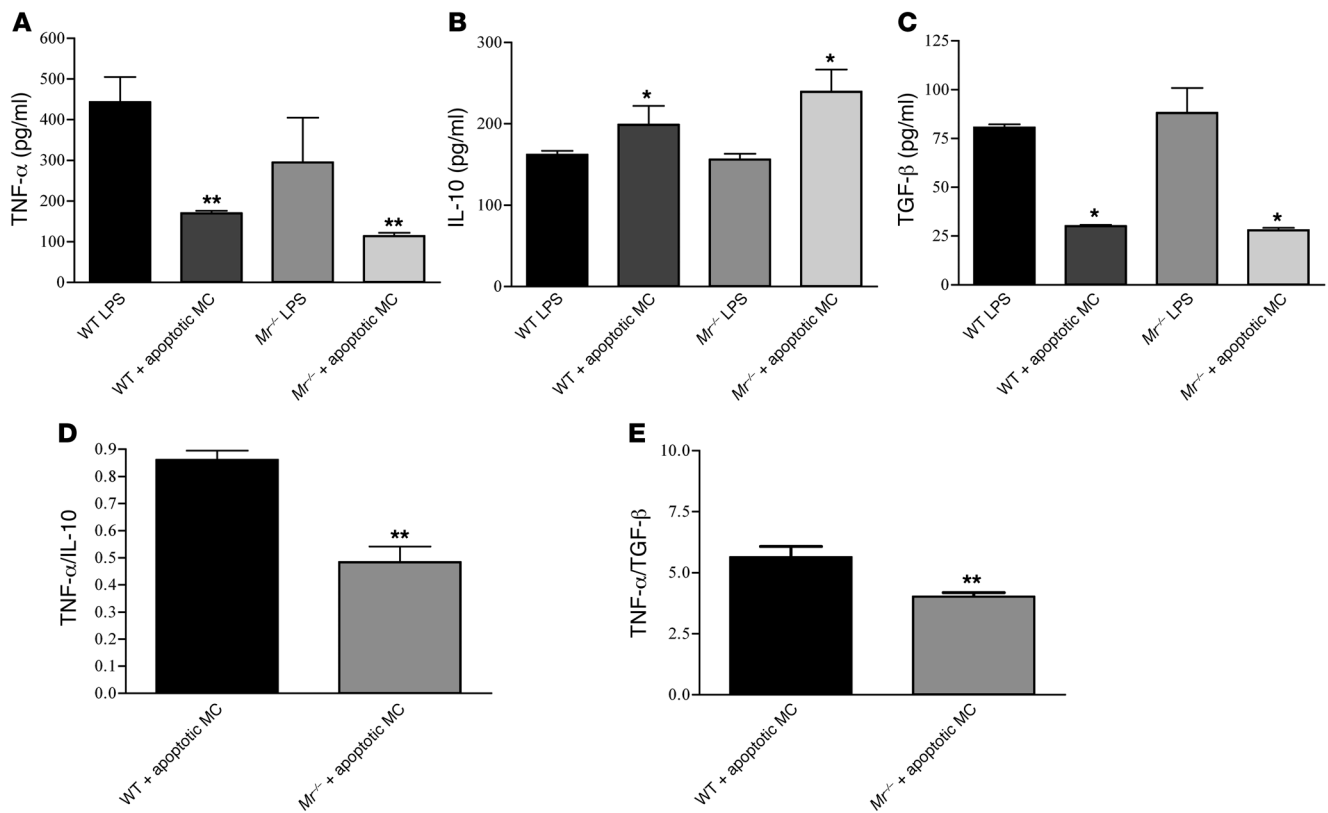 A
TNF-α (pg/ml)
600
500
400
300
200
100
0
**
**
WT LPS
WT + apoptotic MC
Mr⁻/⁻ LPS
Mr⁻/⁻ + apoptotic MC
B
IL-10 (pg/ml)
300
200
100
0
*
*
WT LPS
WT + apoptotic MC
Mr⁻/⁻ LPS
Mr⁻/⁻ + apoptotic MC
C
TGF-β (pg/ml)
125
100
75
50
25
0
*
*
WT LPS
WT + apoptotic MC
Mr⁻/⁻ LPS
Mr⁻/⁻ + apoptotic MC
D
TNF-α/IL-10
0.9
0.8
0.7
0.6
0.5
0.4
0.3
0.2
0.1
0.0
**
WT + apoptotic MC
Mr⁻/⁻ + apoptotic MC
E
TNF-α/TGF-β
10.0
7.5
5.0
2.5
0.0
**
WT + apoptotic MC
Mr⁻/⁻ + apoptotic MC